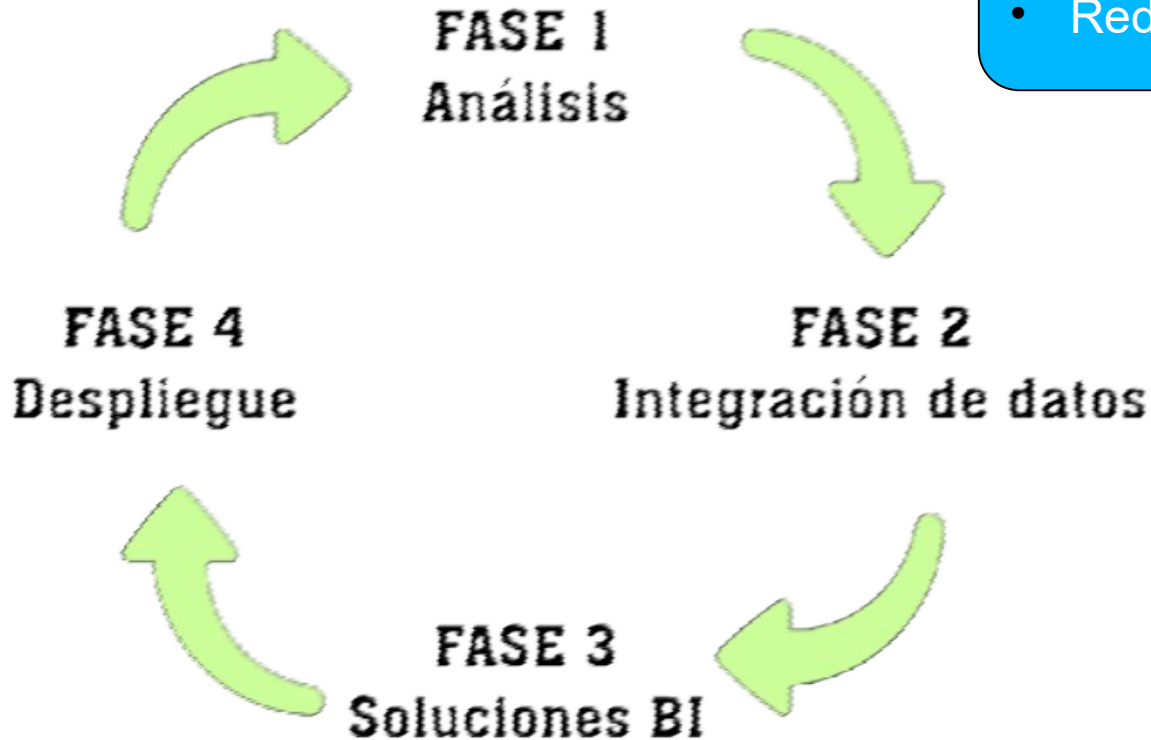 FASE 1
Análisis
FASE 4
Despliegue
FASE 2
Integración de datos
FASE 3
Soluciones BI